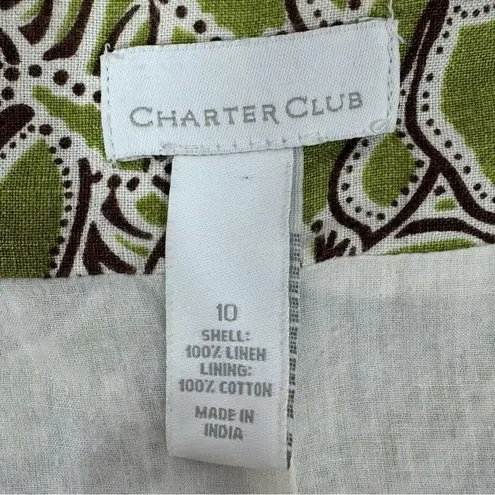 CHARTER CLUB
10
SHELL:
100% LINEN
LINING:
100% COTTON
MADE IN
INDIA